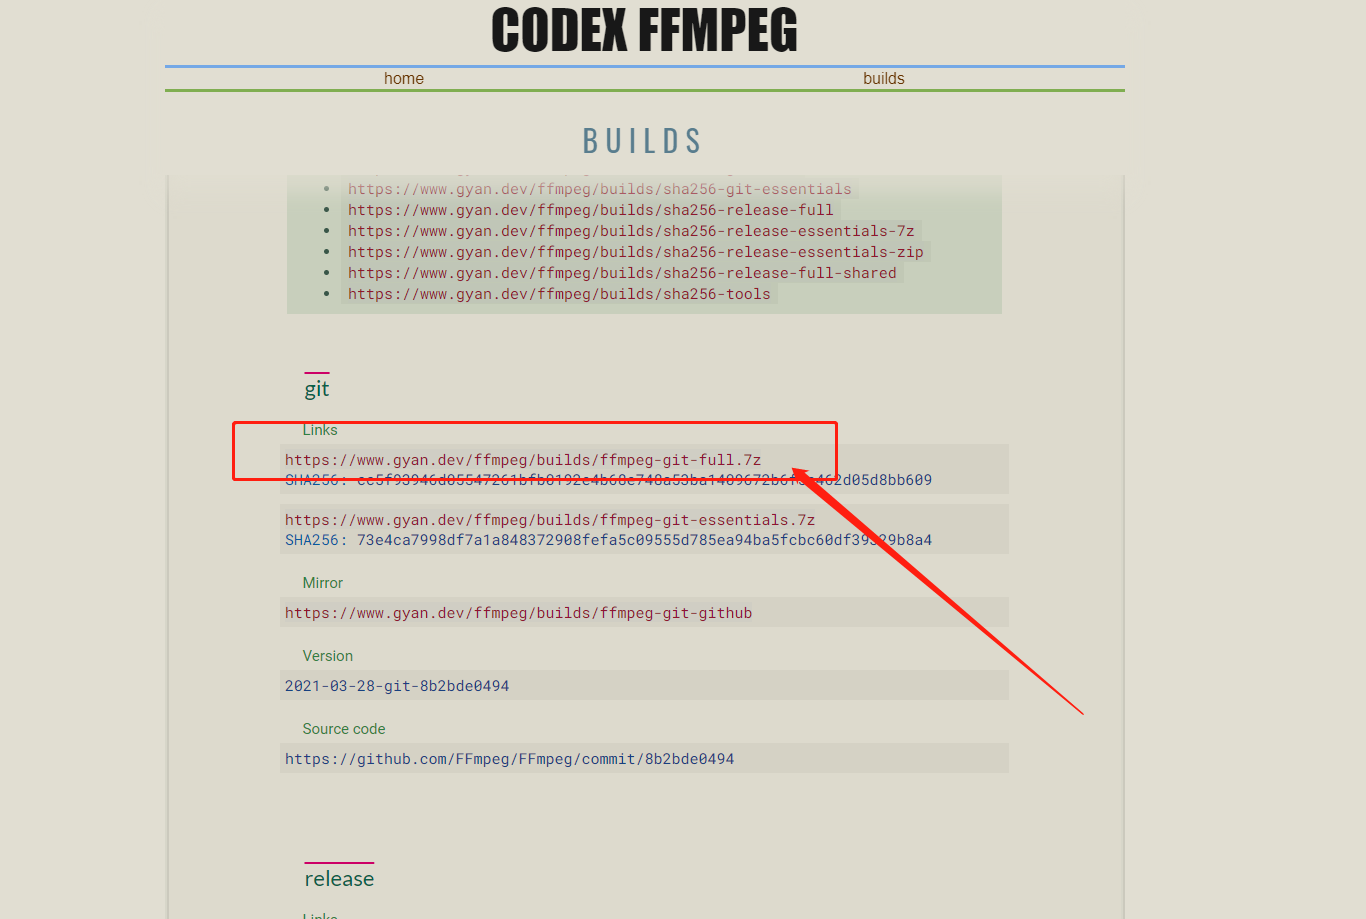 CODEX FFMPEG
home builds
BUILDS
https://www.gyan.dev/ffmpeg/builds/sha256-git-essentials
https://www.gyan.dev/ffmpeg/builds/sha256-release-full
https://www.gyan.dev/ffmpeg/builds/sha256-release-essentials-7z
https://www.gyan.dev/ffmpeg/builds/sha256-release-essentials-zip
https://www.gyan.dev/ffmpeg/builds/sha256-release-full-shared
https://www.gyan.dev/ffmpeg/builds/sha256-tools
git
Links
https://www.gyan.dev/ffmpeg/builds/ffmpeg-git-full.7z
SHA256:
https://www.gyan.dev/ffmpeg/builds/ffmpeg-git-essentials.7z
SHA256:
Mirror
https://www.gyan.dev/ffmpeg/builds/ffmpeg-git-github
Version
2021-03-28-git-8b2bde0494
Source code
https://github.com/FFmpeg/FFmpeg/commit/8b2bde0494
release
Links